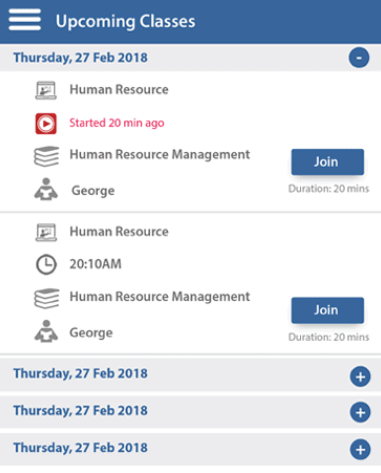 Upcoming Classes
Thursday, 27 Feb 2018
Human Resource
Started 20 min ago
Human Resource Management
Join
George
Duration: 20 mins
Human Resource
20:10AM
Human Resource Management
Join
George
Duration: 20 mins
Thursday, 27 Feb 2018
Thursday, 27 Feb 2018
Thursday, 27 Feb 2018